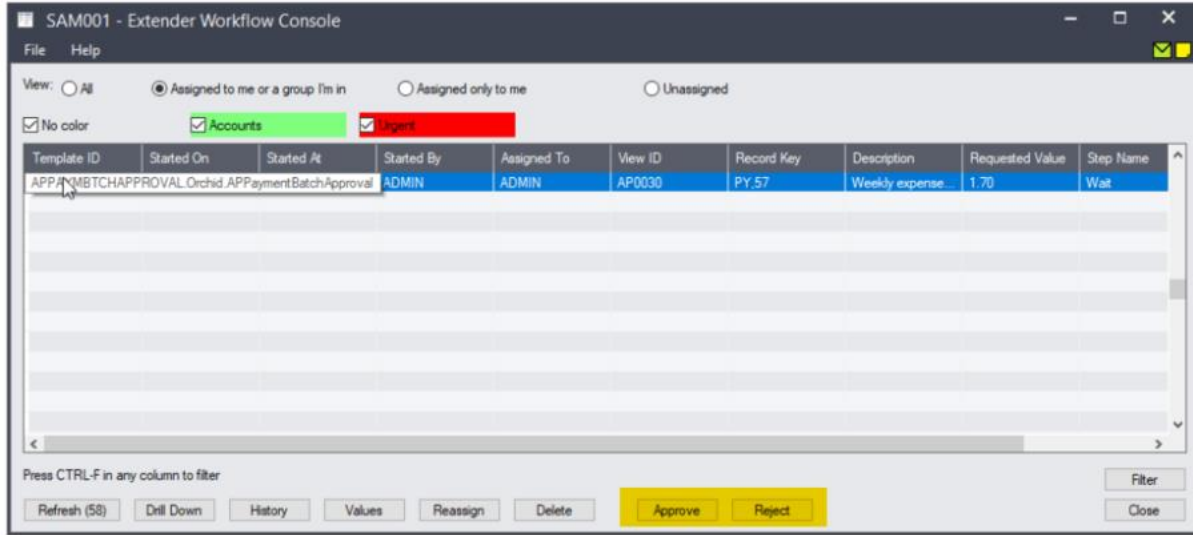 SAM001 - Extender Workflow Console
File Help
View: All Assigned to me or a group I'm in Assigned only to me Unassigned
No color Accounts Urgent
Template ID Started On Started At Started By Assigned To View ID Record Key Description Requested Value Step Name
APPAYMBTCHAPPROVAL.Orchid.APPaymentBatchApproval ADMIN ADMIN AP0030 PY,57 Weekly expense... 1.70 Wait
Press CTRL-F in any column to filter
Filter
Refresh (58) Drill Down History Values Reassign Delete Approve Reject Close